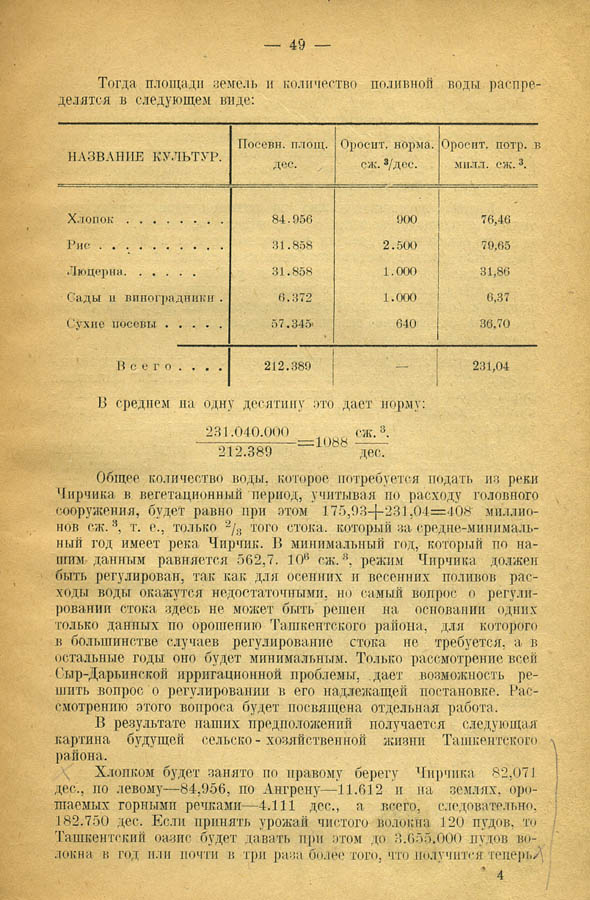 — 49 —
Тогда площади земель и количество поливной воды распре-
делятся в следующем виде:
НАЗВАНИЕ КУЛЬТУР. Посевн. площ. дес. Оросит. норма. сж.³/дес. Оросит. потр. в милл. сж.³.
Хлопок . . . . . . . . 84.956 900 76,46
Рис . . . . . . . . . . 31.858 2.500 79,65
Люцерна. . . . . . 31.858 1.000 31,86
Сады и виноградники . 6.372 1.000 6,37
Сухие посевы . . . . . 57.345 640 36,70
Всего . . . . 212.389 — 231,04
В среднем на одну десятину это дает норму:
231.040.000 сж.³.
=1088
212.389 дес.
Общее количество воды, которое потребуется подать из реки
Чирчика в вегетационный период, учитывая по расходу головного
сооружения, будет равно при этом 175,93+231,04=408 миллио-
нов сж.³, т. е., только ²/₃ того стока. который за средне-минималь-
ный год имеет река Чирчик. В минимальный год, который по на-
шим данным равняется 562,7. 10⁶ сж.³, режим Чирчика должен
быть регулирован, так как для осенних и весенних поливов рас-
ходы воды окажутся недостаточными, но самый вопрос о регули-
ровании стока здесь не может быть решен на основании одних
только данных по орошению Ташкентского района, для которого
в большинстве случаев регулирование стока не требуется, а в
остальные годы оно будет минимальным. Только рассмотрение всей
Сыр-Дарьинской ирригационной проблемы, дает возможность ре-
шить вопрос о регулировании в его надлежащей постановке. Рас-
смотрению этого вопроса будет посвящена отдельная работа.
В результате наших предположений получается следующая
картина будущей сельско-хозяйственной жизни Ташкентского
района.
Хлопком будет занято по правому берегу Чирчика 82,071
дес., по левому—84,956, по Ангрену—11.612 и на землях, оро-
шаемых горными речками—4.111 дес., а всего, следовательно,
182.750 дес. Если принять урожай чистого волокна 120 пудов, то
Ташкентский оазис будет давать при этом до 3.655.000 пудов во-
локна в год или почти в три раза более того, что получится теперь.
4